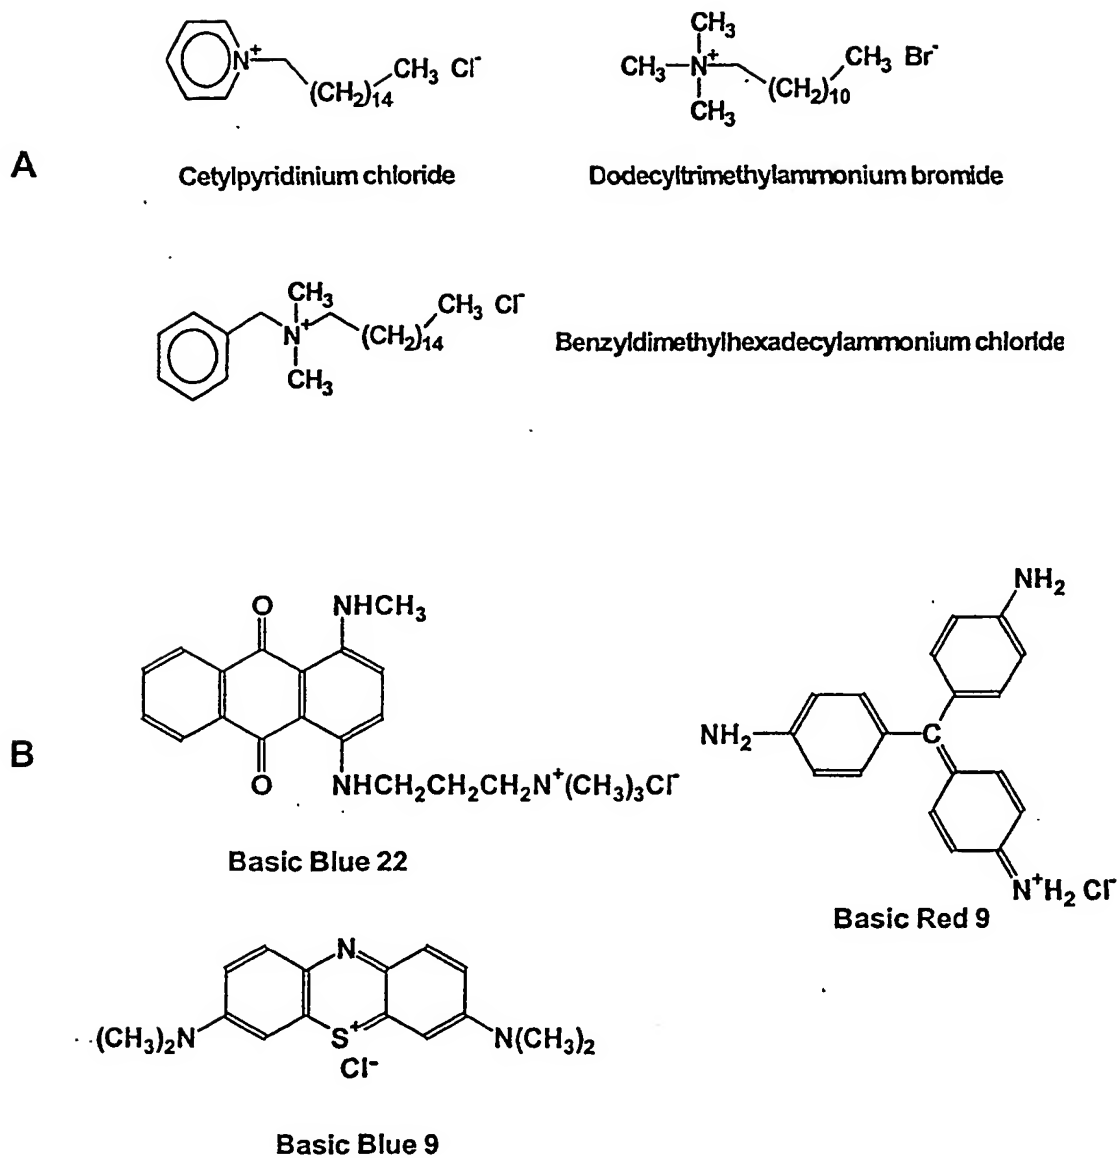 N⁺ CH₃ Cl⁻
(CH₂)₁₄
CH₃
CH₃ N⁺ CH₃ Br⁻
(CH₂)₁₀
CH₃
A
Cetylpyridinium chloride
Dodecyltrimethylammonium bromide
CH₃ CH₃ Cl⁻
N⁺ (CH₂)₁₄
CH₃
Benzyldimethylhexadecylammonium chloride
B
O NHCH₃
O NHCH₂CH₂CH₂N⁺(CH₃)₃Cl⁻
Basic Blue 22
NH₂
NH₂ C
N⁺H₂ Cl⁻
Basic Red 9
N
(CH₃)₂N S⁺ N(CH₃)₂
Cl⁻
Basic Blue 9